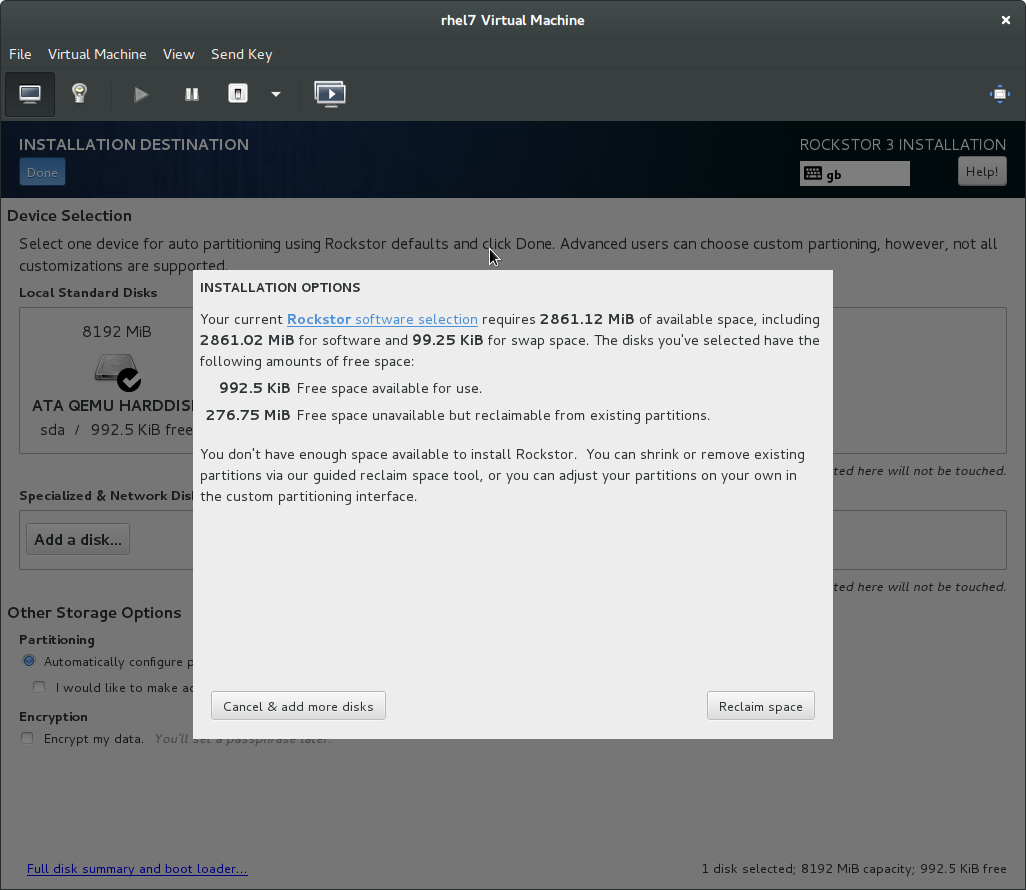 rhel7 Virtual Machine
File Virtual Machine View Send Key
INSTALLATION DESTINATION
Done
ROCKSTOR 3 INSTALLATION
gb
Help!
Device Selection
Select one device for auto partitioning using Rockstor defaults and click Done. Advanced users can choose custom partioning, however, not all
customizations are supported.
Local Standard Disks
8192 MiB
ATA QEMU HARDDIS
sda / 992.5 KiB free
ted here will not be touched.
Specialized & Network Dis
Add a disk...
ted here will not be touched.
Other Storage Options
Partitioning
Automatically configure p
I would like to make ad
Encryption
Encrypt my data. You'll set a passphrase later.
INSTALLATION OPTIONS
Your current Rockstor software selection requires 2861.12 MiB of available space, including
2861.02 MiB for software and 99.25 KiB for swap space. The disks you've selected have the
following amounts of free space:
992.5 KiB Free space available for use.
276.75 MiB Free space unavailable but reclaimable from existing partitions.
You don't have enough space available to install Rockstor. You can shrink or remove existing
partitions via our guided reclaim space tool, or you can adjust your partitions on your own in
the custom partitioning interface.
Cancel & add more disks
Reclaim space
Full disk summary and boot loader...
1 disk selected; 8192 MiB capacity; 992.5 KiB free